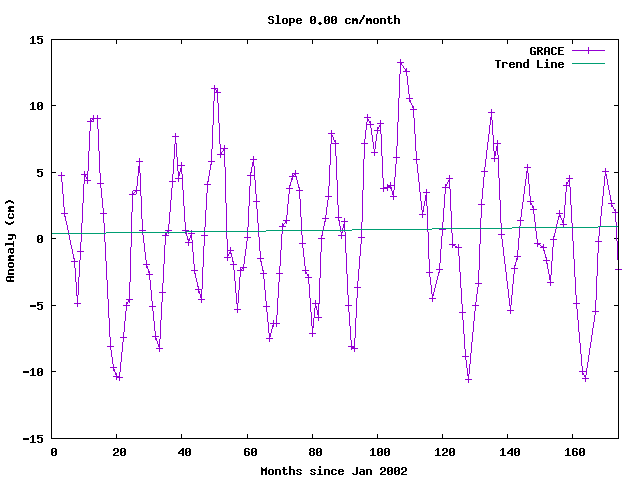 Slope 0.00 cm/month
GRACE
Trend Line
15
10
5
0
-5
-10
-15
Anomaly (cm)
0 20 40 60 80 100 120 140 160
Months since Jan 2002